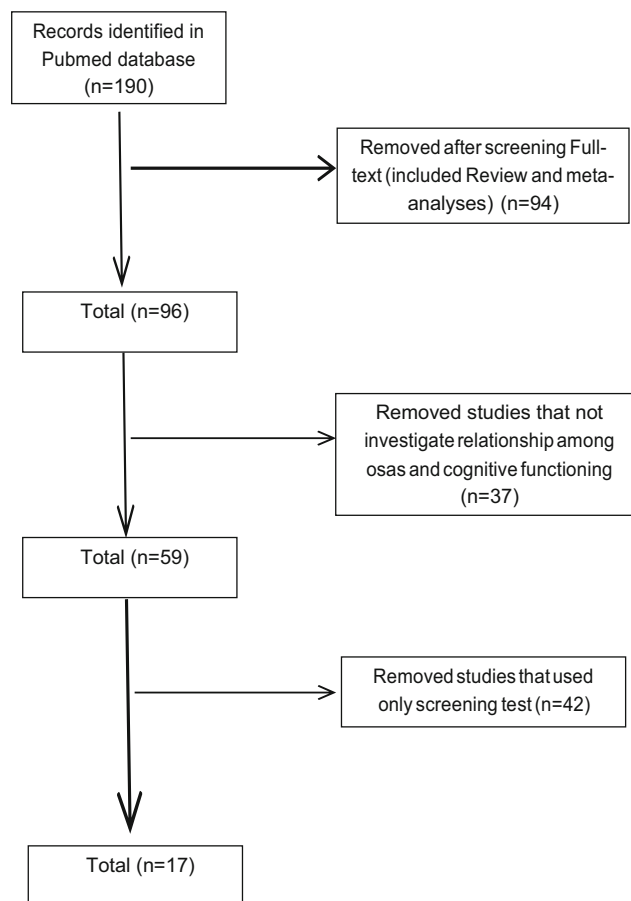 Records identified in
Pubmed database
(n=190)
Removed after screening Full-
text (included Review and meta-
analyses) (n=94)
Total (n=96)
Removed studies that not
investigate relationship among
osas and cognitive functioning
(n=37)
Total (n=59)
Removed studies that used
only screening test (n=42)
Total (n=17)